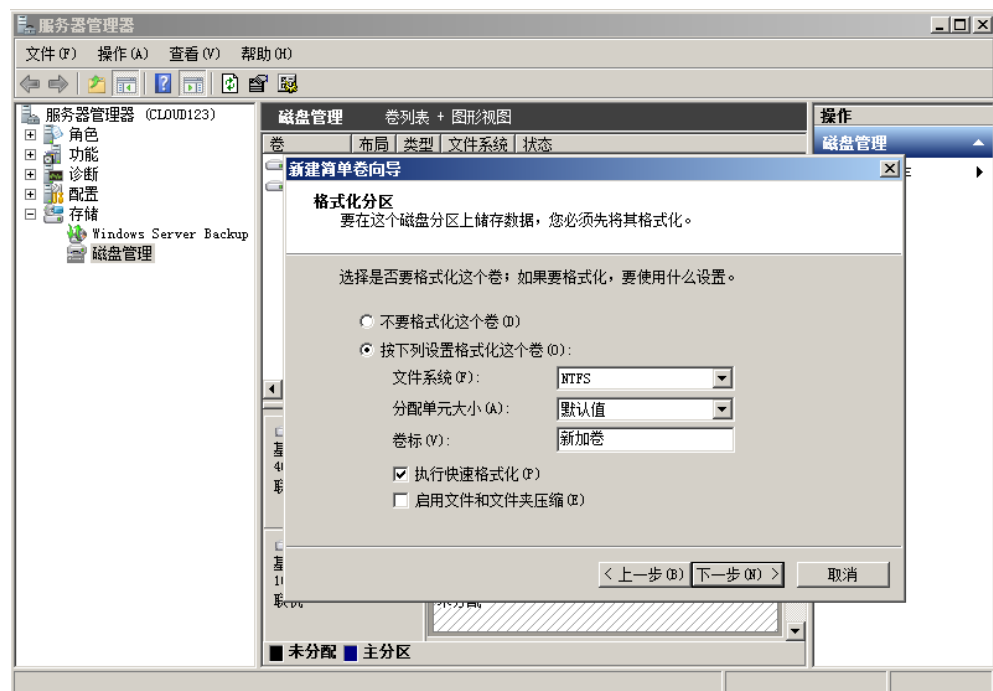 服务器管理器
文件(F) 操作(A) 查看(V) 帮助(H)
服务器管理器 (CLOUD123)
角色
功能
诊断
配置
存储
Windows Server Backup
磁盘管理
磁盘管理 卷列表 + 图形视图
卷 布局 类型 文件系统 状态
操作
磁盘管理
新建简单卷向导
格式化分区
要在这个磁盘分区上储存数据，您必须先将其格式化。
选择是否要格式化这个卷；如果要格式化，要使用什么设置。
不要格式化这个卷(D)
按下列设置格式化这个卷(O):
文件系统(F): NTFS
分配单元大小(A): 默认值
卷标(V): 新加卷
执行快速格式化(P)
启用文件和文件夹压缩(E)
< 上一步(B) 下一步(N) > 取消
未分配 主分区